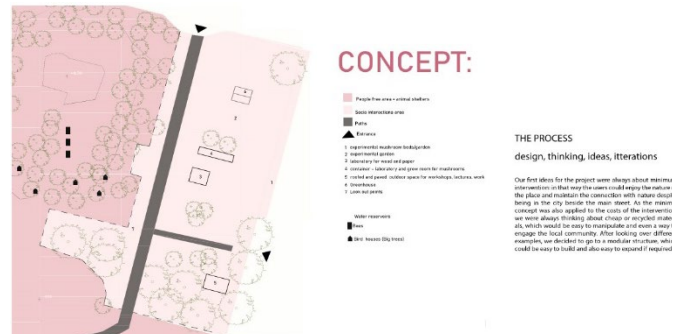 CONCEPT:
People free area + animal shelters
Socio interactions area
Paths
Entrance
1 experimental mushroom beds/garden
2 experimental garden
3 laboratory for wood and paper
4 container - laboratory and grow room for mushrooms
5 roofed and paved outdoor space for workshops, lectures, work
6 Greenhouse
7 Look out points
Water reservoirs
Bees
Bird houses (Big trees)
THE PROCESS
design, thinking, ideas, itterations
Our first ideas for the project were always about minimu
intervention: in that way the users could enjoy the nature
the place and maintain the connection with nature despi
being in the city beside the main street. As the minim
concept was also applied to the costs of the interventio
we were always thinking about cheap or recycled mate
als, which would be easy to manipulate and even a way
engage the local community. After looking over differe
examples, we decided to go to a modular structure, whic
could be easy to build and also easy to expand if required